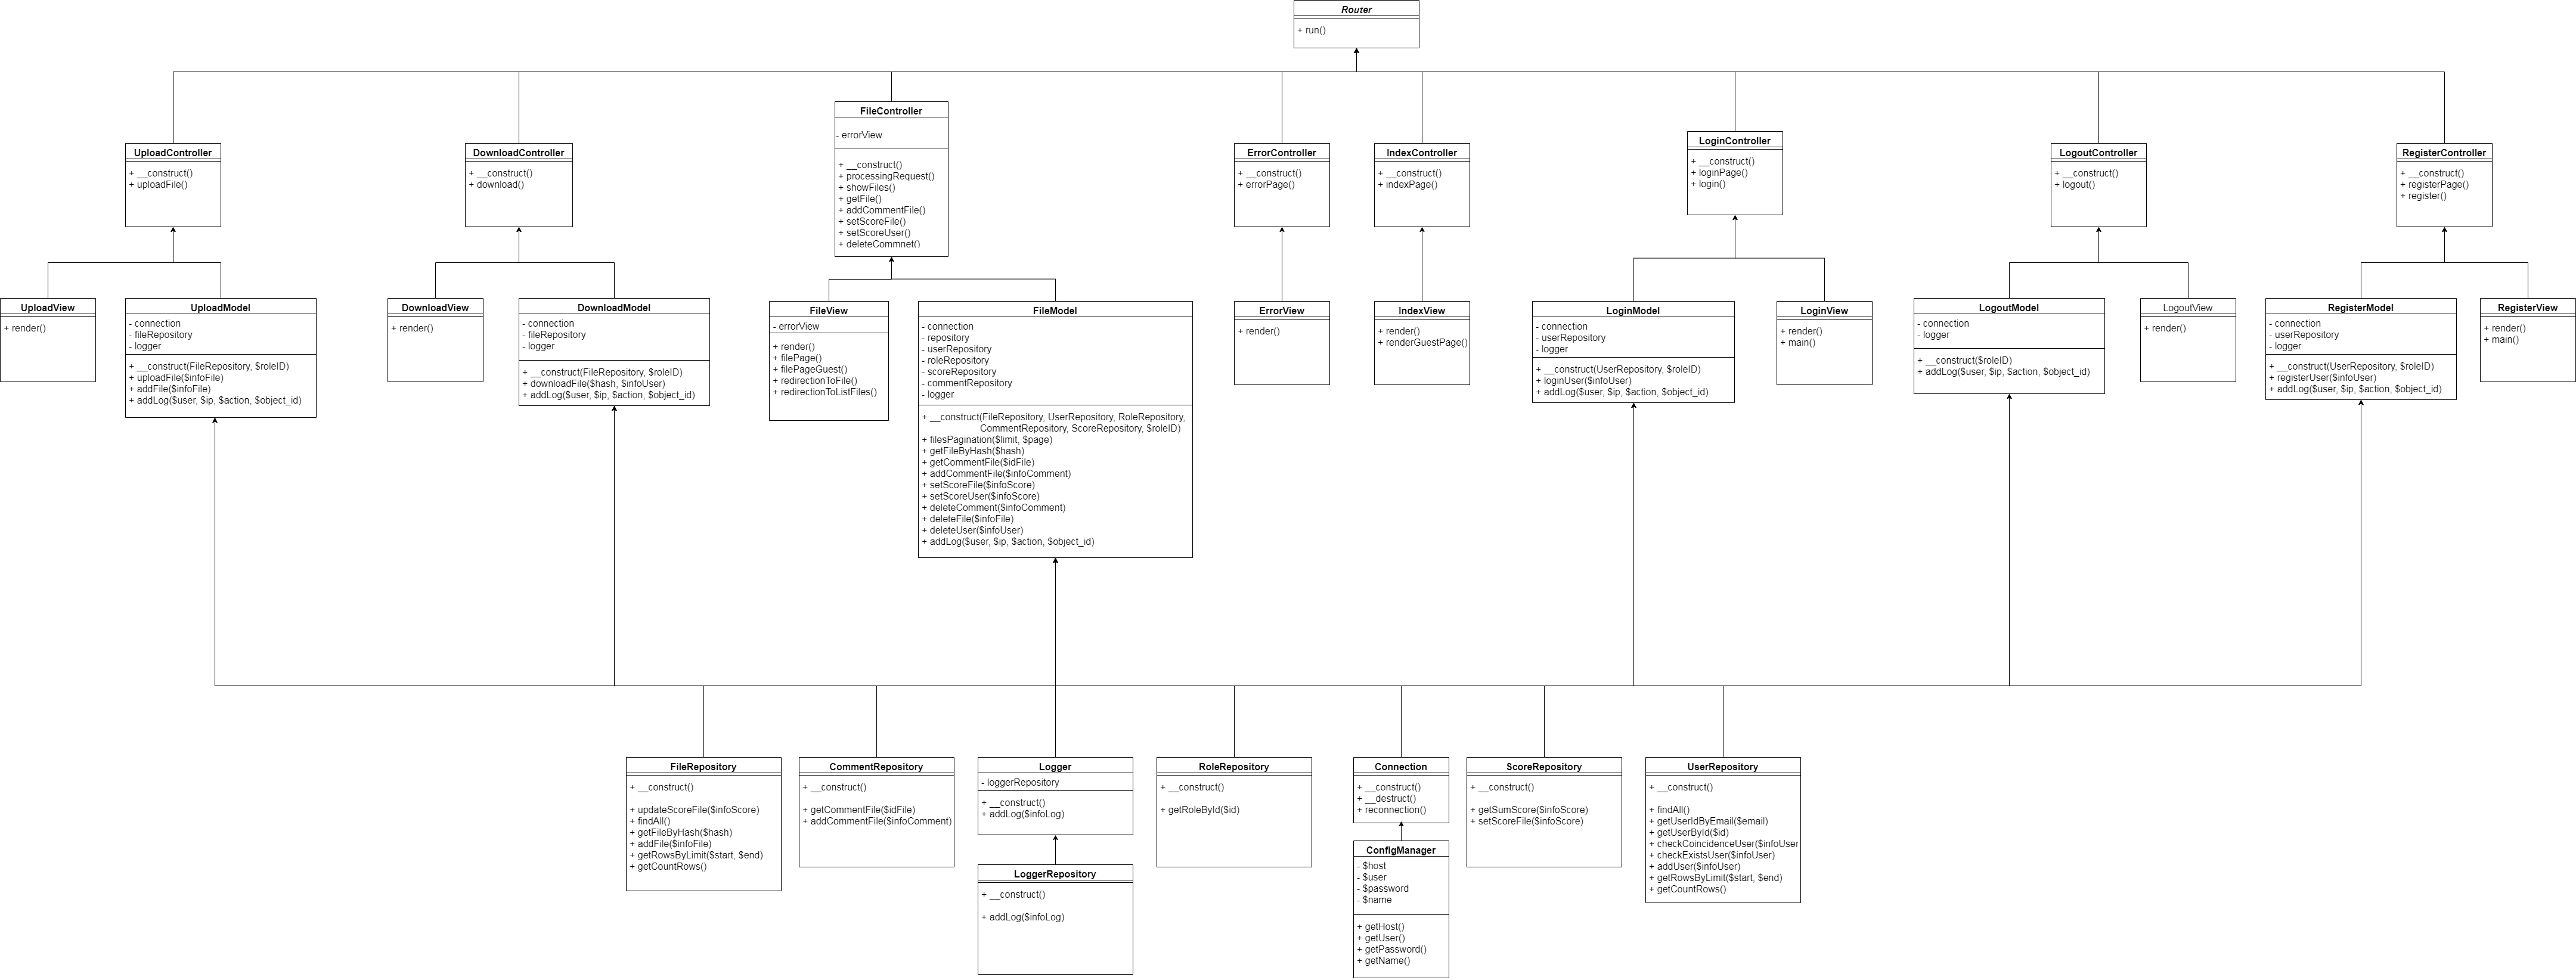 Router
+ run()
UploadController
+ __construct()
+ uploadFile()
DownloadController
+ __construct()
+ download()
FileController
- errorView
+ __construct()
+ processingRequest()
+ showFiles()
+ getFile()
+ addCommentFile()
+ setScoreFile()
+ setScoreUser()
+ deleteCommnet()
ErrorController
+ __construct()
+ errorPage()
IndexController
+ __construct()
+ indexPage()
LoginController
+ __construct()
+ loginPage()
+ login()
LogoutController
+ __construct()
+ logout()
RegisterController
+ __construct()
+ registerPage()
+ register()
UploadView
+ render()
UploadModel
- connection
- fileRepository
- logger
+ __construct(FileRepository, $roleID)
+ uploadFile($infoFile)
+ addFile($infoFile)
+ addLog($user, $ip, $action, $object_id)
DownloadView
+ render()
DownloadModel
- connection
- fileRepository
- logger
+ __construct(FileRepository, $roleID)
+ downloadFile($hash, $infoUser)
+ addLog($user, $ip, $action, $object_id)
FileView
- errorView
+ render()
+ filePage()
+ filePageGuest()
+ redirectionToFile()
+ redirectionToListFiles()
FileModel
- connection
- repository
- userRepository
- roleRepository
- scoreRepository
- commentRepository
- logger
+ __construct(FileRepository, UserRepository, RoleRepository,
CommentRepository, ScoreRepository, $roleID)
+ filesPagination($limit, $page)
+ getFileByHash($hash)
+ getCommentFile($idFile)
+ addCommentFile($infoComment)
+ setScoreFile($infoScore)
+ setScoreUser($infoScore)
+ deleteComment($infoComment)
+ deleteFile($infoFile)
+ deleteUser($infoUser)
+ addLog($user, $ip, $action, $object_id)
ErrorView
+ render()
IndexView
+ render()
+ renderGuestPage()
LoginModel
- connection
- userRepository
- logger
+ __construct(UserRepository, $roleID)
+ loginUser($infoUser)
+ addLog($user, $ip, $action, $object_id)
LoginView
+ render()
+ main()
LogoutModel
- connection
- logger
+ __construct($roleID)
+ addLog($user, $ip, $action, $object_id)
LogoutView
+ render()
RegisterModel
- connection
- userRepository
- logger
+ __construct(UserRepository, $roleID)
+ registerUser($infoUser)
+ addLog($user, $ip, $action, $object_id)
RegisterView
+ render()
+ main()
FileRepository
+ __construct()
+ updateScoreFile($infoScore)
+ findAll()
+ getFileByHash($hash)
+ addFile($infoFile)
+ getRowsByLimit($start, $end)
+ getCountRows()
CommentRepository
+ __construct()
+ getCommentFile($idFile)
+ addCommentFile($infoComment)
Logger
- loggerRepository
+ __construct()
+ addLog($infoLog)
LoggerRepository
+ __construct()
+ addLog($infoLog)
RoleRepository
+ __construct()
+ getRoleById($id)
Connection
+ __construct()
+ __destruct()
+ reconnection()
ConfigManager
- $host
- $user
- $password
- $name
+ getHost()
+ getUser()
+ getPassword()
+ getName()
ScoreRepository
+ __construct()
+ getSumScore($infoScore)
+ setScoreFile($infoScore)
UserRepository
+ __construct()
+ findAll()
+ getUserIdByEmail($email)
+ getUserById($id)
+ checkCoincidenceUser($infoUser
+ checkExistsUser($infoUser)
+ addUser($infoUser)
+ getRowsByLimit($start, $end)
+ getCountRows()